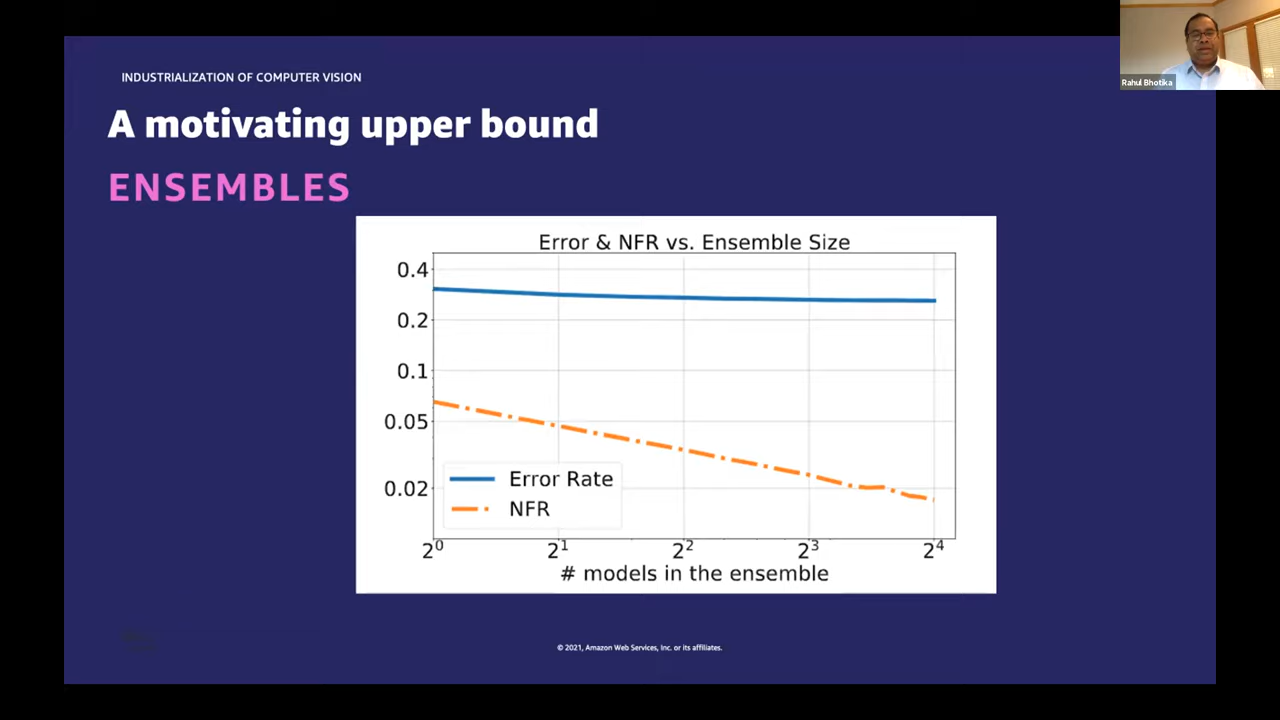 INDUSTRIALIZATION OF COMPUTER VISION
Rahul Bhotika
A motivating upper bound
ENSEMBLES
Error & NFR vs. Ensemble Size
0.4
0.2
0.1
0.05
0.02
Error Rate
NFR
2⁰ 2¹ 2² 2³ 2⁴
# models in the ensemble
© 2021, Amazon Web Services, Inc. or its affiliates.